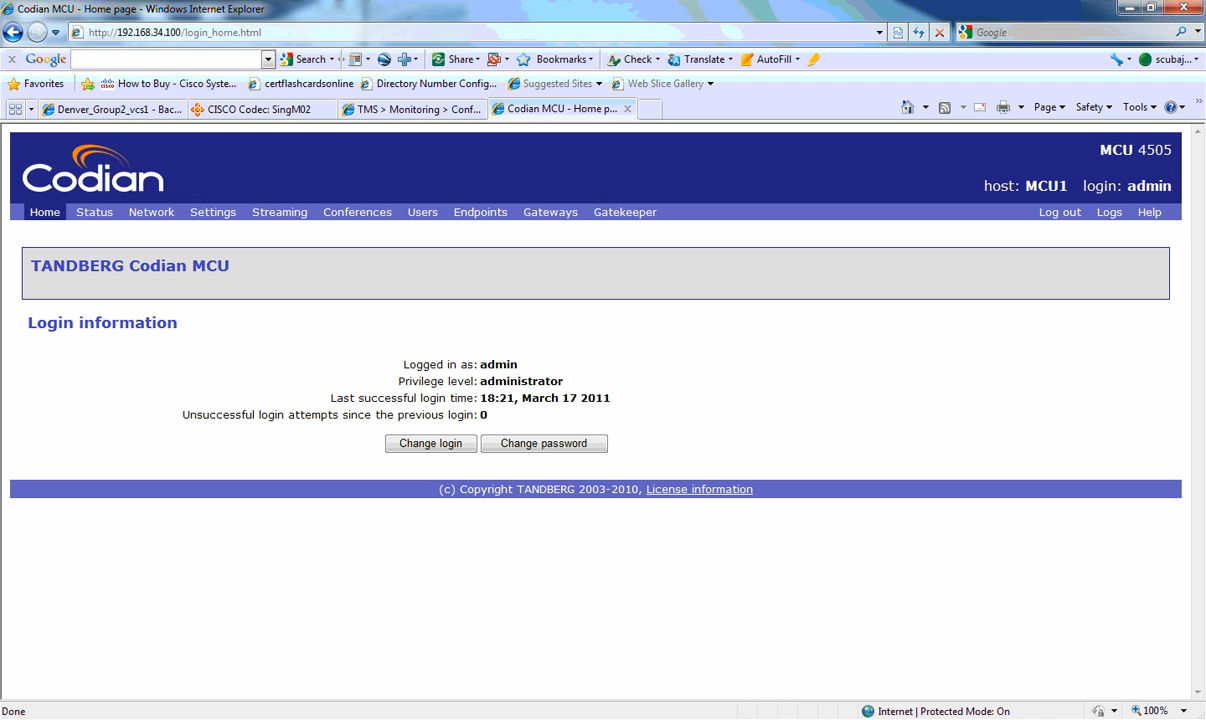 Codian MCU - Home page - Windows Internet Explorer
http://192.168.34.100/login_home.html
Google
x Google Search Share Bookmarks Check Translate AutoFill scubaj...
Favorites How to Buy - Cisco Syste... certflashcardsonline Directory Number Config... Suggested Sites Web Slice Gallery
Denver_Group2_vcs1 - Bac... CISCO Codec: SingM02 TMS > Monitoring > Conf... Codian MCU - Home p... Page Safety Tools
Codian
MCU 4505
host: MCU1 login: admin
Home Status Network Settings Streaming Conferences Users Endpoints Gateways Gatekeeper Log out Logs Help
TANDBERG Codian MCU
Login information
Logged in as: admin
Privilege level: administrator
Last successful login time: 18:21, March 17 2011
Unsuccessful login attempts since the previous login: 0
Change login Change password
(c) Copyright TANDBERG 2003-2010, License information
Done Internet | Protected Mode: On 100%